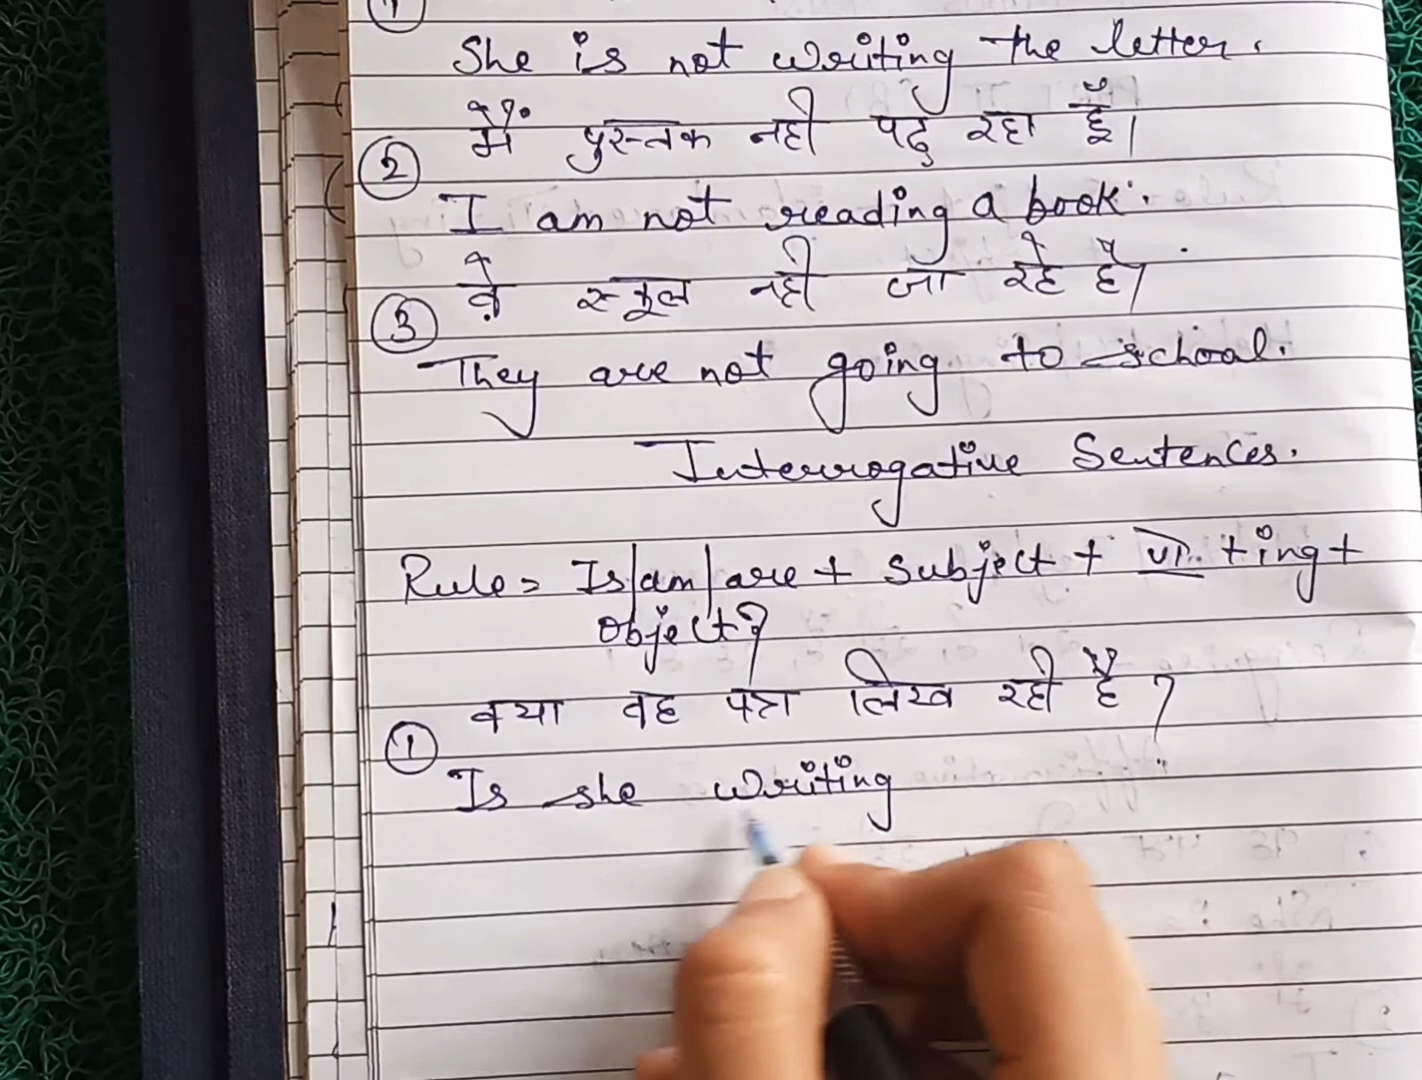 She is not writing the letter.
मैं पुस्तक नही पढ़ रहा हूँ।
②
I am not reading a book.
वे स्कूल नही जा रहे है।
③
They are not going to school.
Interrogative Sentences.
Rule = Is/am/are + Subject + v1. + ing +
object?
क्या वह पत्र लिख रही है ?
①
Is she writing